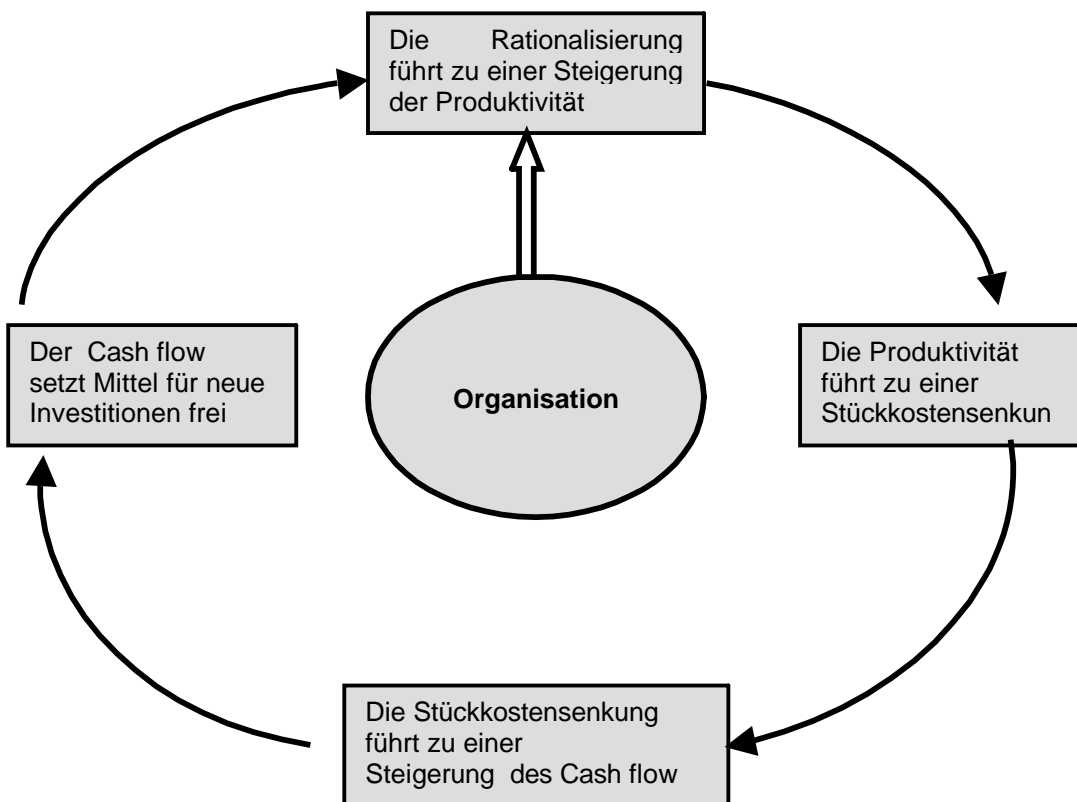 Die Rationalisierung
führt zu einer Steigerung
der Produktivität
Der Cash flow
setzt Mittel für neue
Investitionen frei
Organisation
Die Produktivität
führt zu einer
Stückkostensenkun
Die Stückkostensenkung
führt zu einer
Steigerung des Cash flow